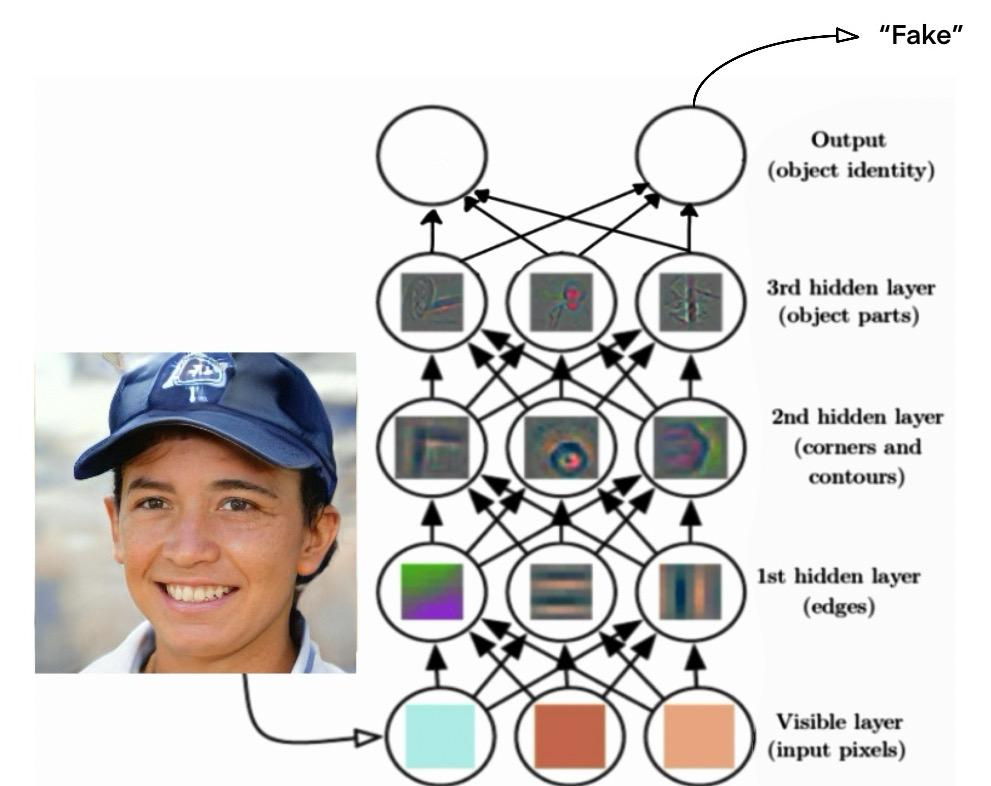 “Fake”
Output
(object identity)
3rd hidden layer
(object parts)
2nd hidden layer
(corners and
contours)
1st hidden layer
(edges)
Visible layer
(input pixels)